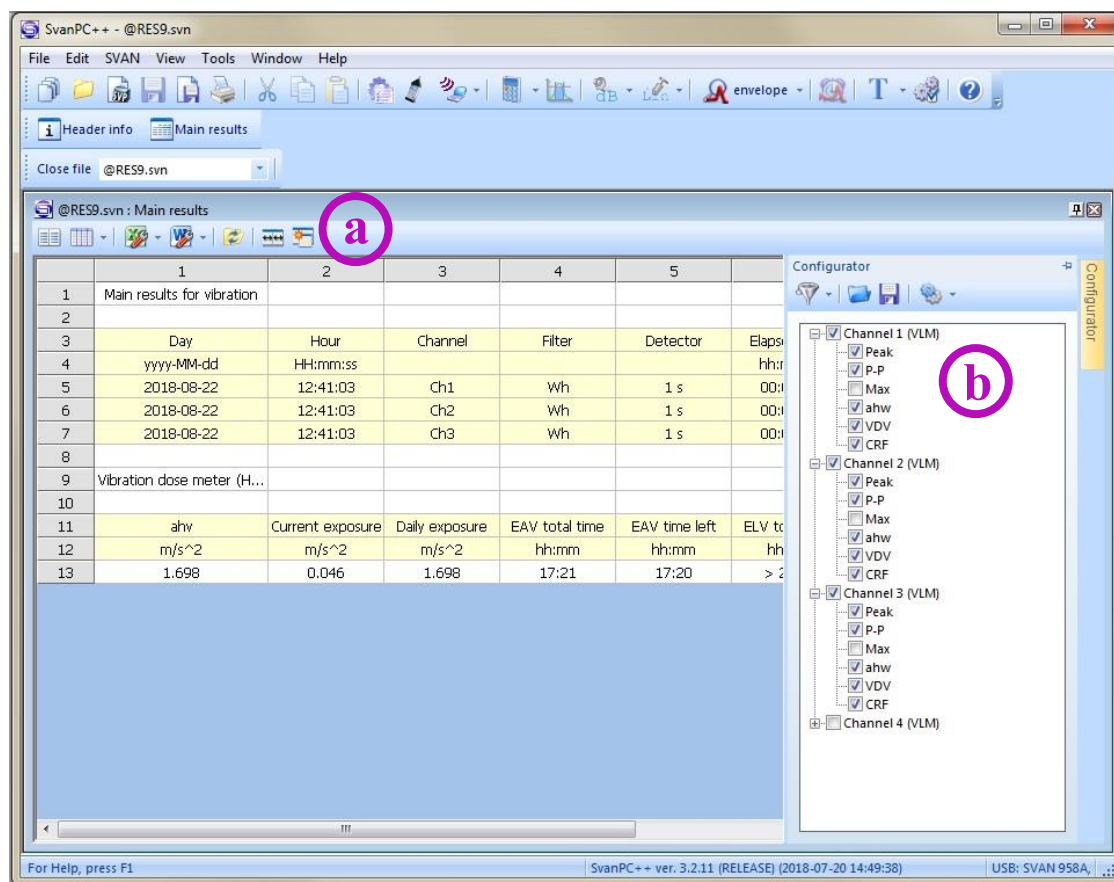 SvanPC++ - @RES9.svn
File Edit SVAN View Tools Window Help
envelope
Header info Main results
Close file @RES9.svn
@RES9.svn : Main results
a
1 2 3 4 5
1 Main results for vibration
2
3 Day Hour Channel Filter Detector Elaps
4 yyyy-MM-dd HH:mm:ss
5 2018-08-22 12:41:03 Ch1 Wh 1 s
6 2018-08-22 12:41:03 Ch2 Wh 1 s
7 2018-08-22 12:41:03 Ch3 Wh 1 s
8
9 Vibration dose meter (H...
10
11 ahv Current exposure Daily exposure EAV total time EAV time left ELV to
12 m/s^2 m/s^2 m/s^2 hh:mm hh:mm hh
13 1.698 0.046 1.698 17:21 17:20 > 2
Configurator
Configurator
b
Channel 1 (VLM)
Peak
P-P
Max
ahw
VDV
CRF
Channel 2 (VLM)
Peak
P-P
Max
ahw
VDV
CRF
Channel 3 (VLM)
Peak
P-P
Max
ahw
VDV
CRF
Channel 4 (VLM)
For Help, press F1 SvanPC++ ver. 3.2.11 (RELEASE) (2018-07-20 14:49:38) USB: SVAN 958A,